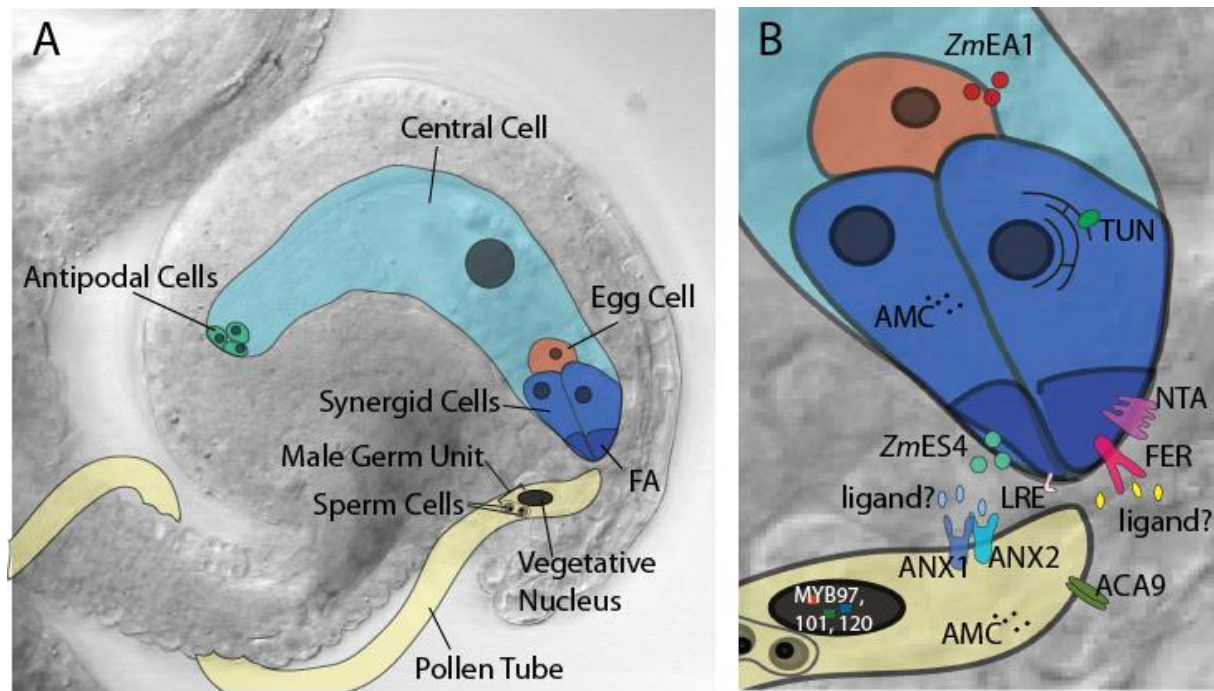 A
Central Cell
Antipodal Cells
Egg Cell
Synergid Cells
Male Germ Unit
FA
Sperm Cells
Vegetative
Nucleus
Pollen Tube
B
ZmEA1
TUN
AMC
NTA
ZmES4
FER
LRE
ligand?
ligand?
ANX1
ANX2
ACA9
MYB97,
101, 120
AMC